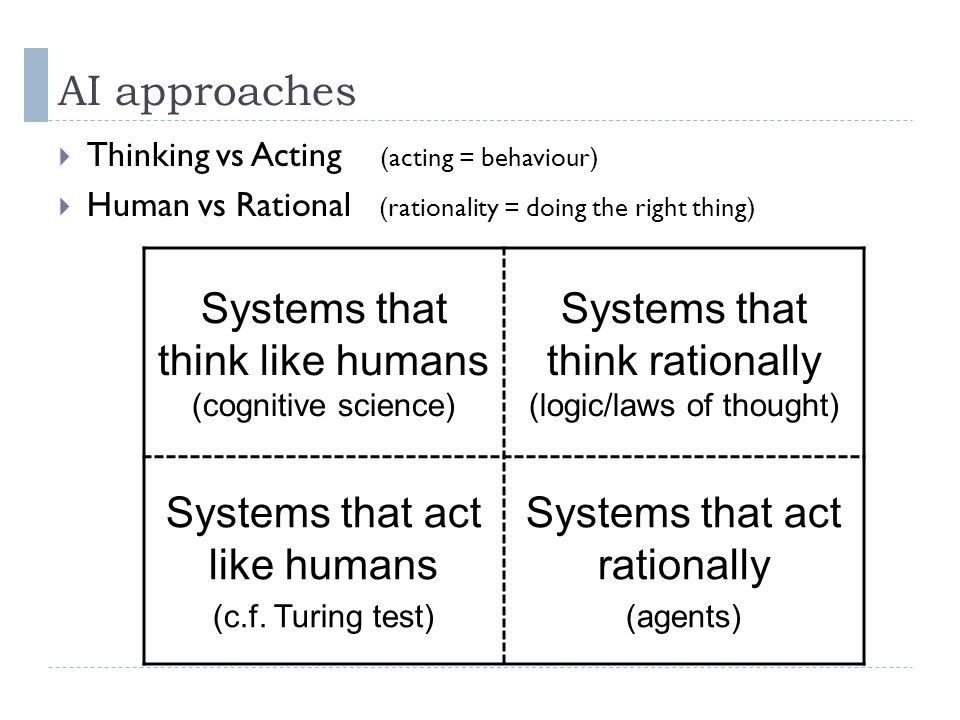 AI approaches
Thinking vs Acting (acting = behaviour)
Human vs Rational (rationality = doing the right thing)
Systems that
think like humans
(cognitive science)
Systems that
think rationally
(logic/laws of thought)
Systems that act
like humans
(c.f. Turing test)
Systems that act
rationally
(agents)